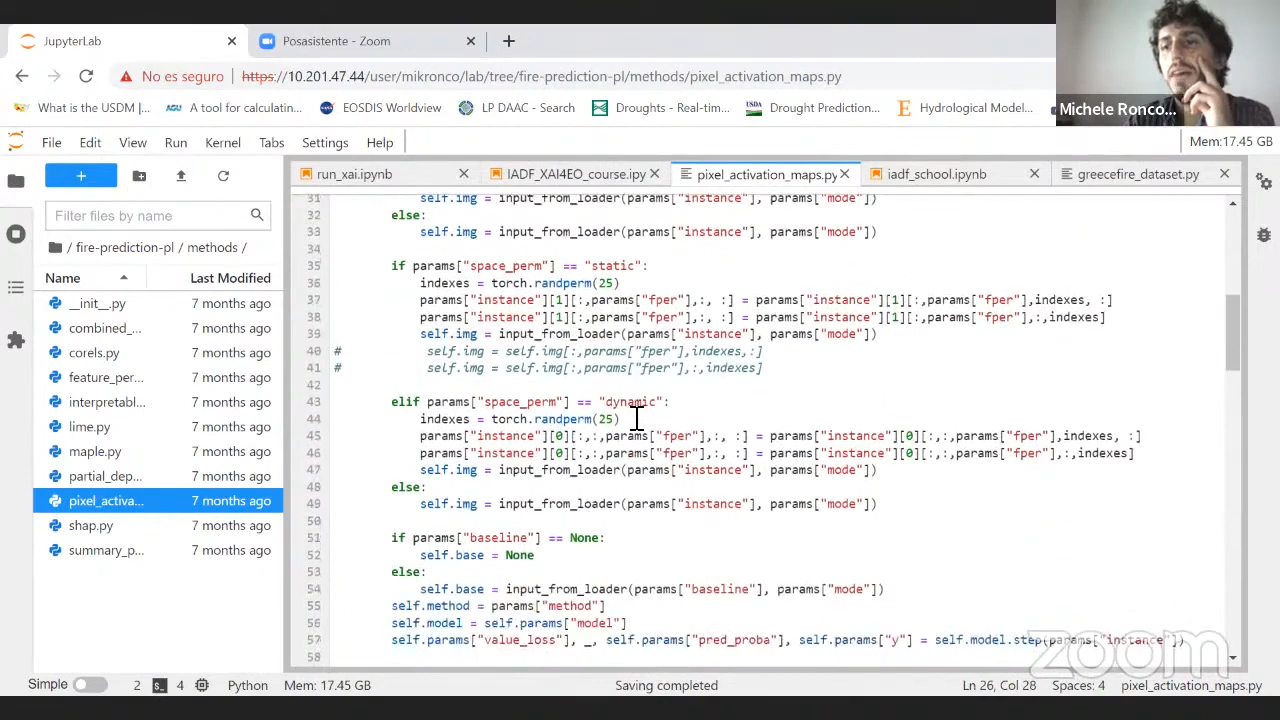 JupyterLab
Posasistente - Zoom
No es seguro
https://10.201.47.44/user/mikronco/lab/tree/fire-prediction-pl/methods/pixel_activation_maps.py
Michele Ronco...
What is the USDM |...
A tool for calculatin...
EOSDIS Worldview
LP DAAC - Search
Droughts - Real-tim...
Drought Prediction...
Hydrological Model...
File Edit View Run Kernel Tabs Settings Help
Mem:17.45 GB
run_xai.ipynb
IADF_XAI4EO_course.ipy
pixel_activation_maps.py
iadf_school.ipynb
greecefire_dataset.py
Filter files by name
/ fire-prediction-pl / methods /
Name Last Modified
__init__.py 7 months ago
combined_... 7 months ago
corels.py 7 months ago
feature_per... 7 months ago
interpretabl... 7 months ago
lime.py 7 months ago
maple.py 7 months ago
partial_dep... 7 months ago
pixel_activa... 7 months ago
shap.py 7 months ago
summary_p... 7 months ago
31 self.img = input_from_loader(params["instance"], params["mode"])
32 else:
33 self.img = input_from_loader(params["instance"], params["mode"])
34
35 if params["space_perm"] == "static":
36 indexes = torch.randperm(25)
37 params["instance"][1][:,params["fper"],:, :] = params["instance"][1][:,params["fper"],indexes, :]
38 params["instance"][1][:,params["fper"],:, :] = params["instance"][1][:,params["fper"],:,indexes]
39 self.img = input_from_loader(params["instance"], params["mode"])
40 # self.img = self.img[:,params["fper"],indexes,:]
41 # self.img = self.img[:,params["fper"],:,indexes]
42
43 elif params["space_perm"] == "dynamic":
44 indexes = torch.randperm(25)
45 params["instance"][0][:,:,params["fper"],:, :] = params["instance"][0][:,:,params["fper"],indexes, :]
46 params["instance"][0][:,:,params["fper"],:, :] = params["instance"][0][:,:,params["fper"],:,indexes]
47 self.img = input_from_loader(params["instance"], params["mode"])
48 else:
49 self.img = input_from_loader(params["instance"], params["mode"])
50
51 if params["baseline"] == None:
52 self.base = None
53 else:
54 self.base = input_from_loader(params["baseline"], params["mode"])
55 self.method = params["method"]
56 self.model = self.params["model"]
57 self.params["value_loss"], _, self.params["pred_proba"], self.params["y"] = self.model.step(params["instance"])
58
zoom
Simple 2 4 Python Mem: 17.45 GB Saving completed Ln 26, Col 28 Spaces: 4 pixel_activation_maps.py